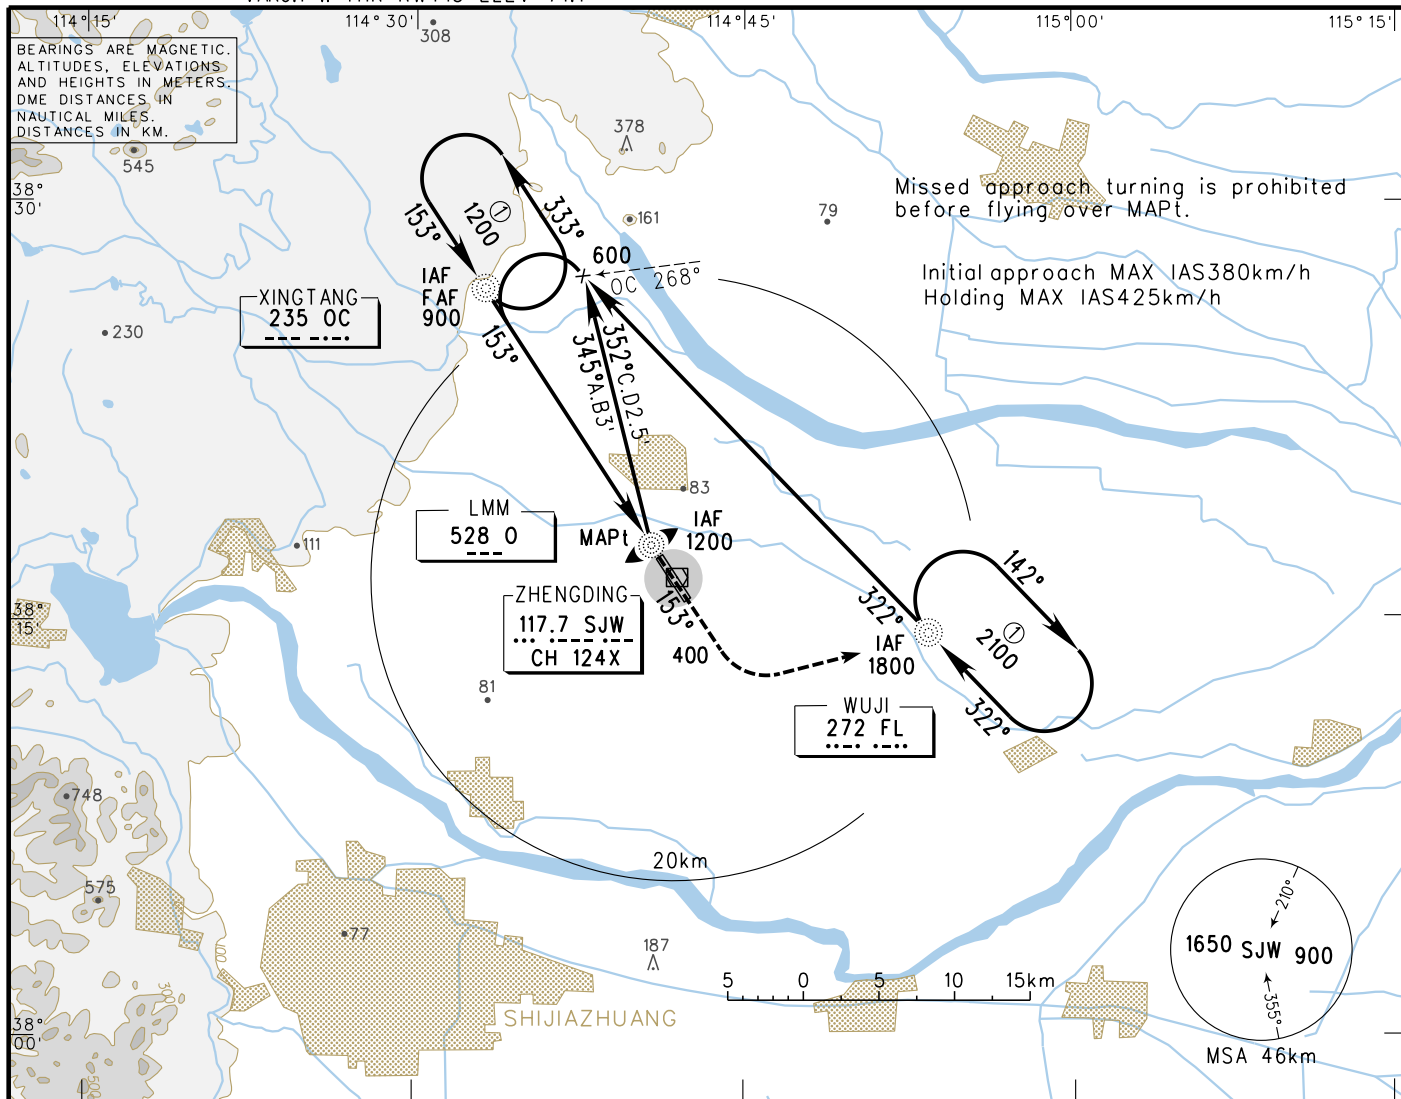 114°15'
114°30'
114°45'
115°00'
115°15'
308
BEARINGS ARE MAGNETIC.
ALTITUDES, ELEVATIONS
AND HEIGHTS IN METERS.
DME DISTANCES IN
NAUTICAL MILES.
DISTANCES IN KM.
545
378
38°
30'
Missed approach turning is prohibited
before flying over MAPt.
153°
1200 ①
333°
161
79
600
OC 268°
Initial approach MAX IAS380km/h
Holding MAX IAS425km/h
IAF
FAF
900
XINGTANG
235 OC
230
153°
345°A.B3'
352°C.D2.5'
83
LMM
528 O
MAPt
IAF
1200
111
142°
ZHENGDING
117.7 SJW
CH 124X
153°
322°
38°
15'
IAF
1800
2100 ①
400
81
WUJI
272 FL
322°
748
20km
575
77
187
5 0 5 10 15km
SHIJIAZHUANG
100
300
500
38°
00'
210°
1650 SJW 900
355°
MSA 46km